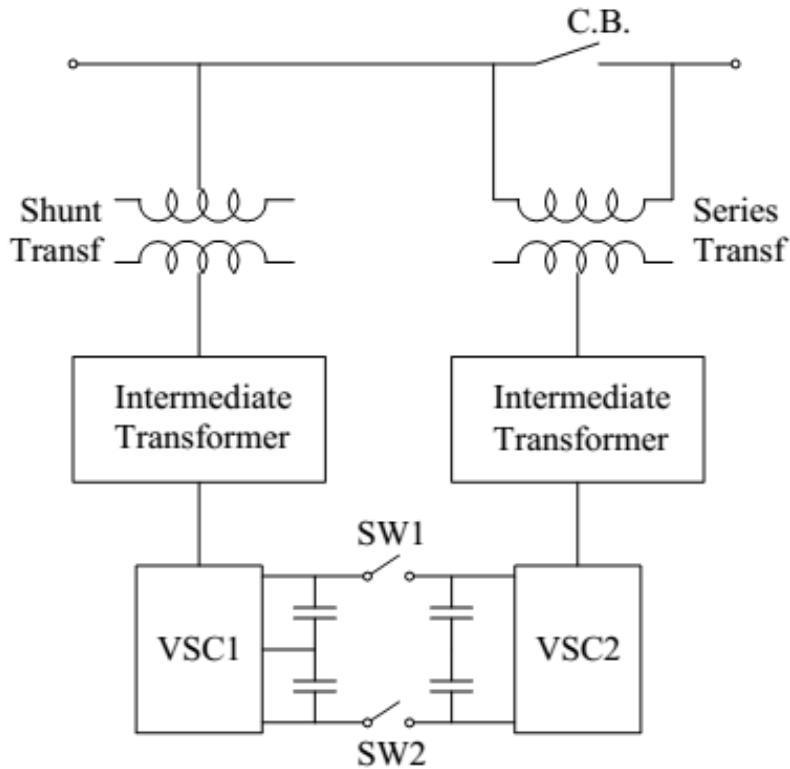 C.B.
Shunt
Transf
Series
Transf
Intermediate
Transformer
Intermediate
Transformer
SW1
VSC1
VSC2
SW2